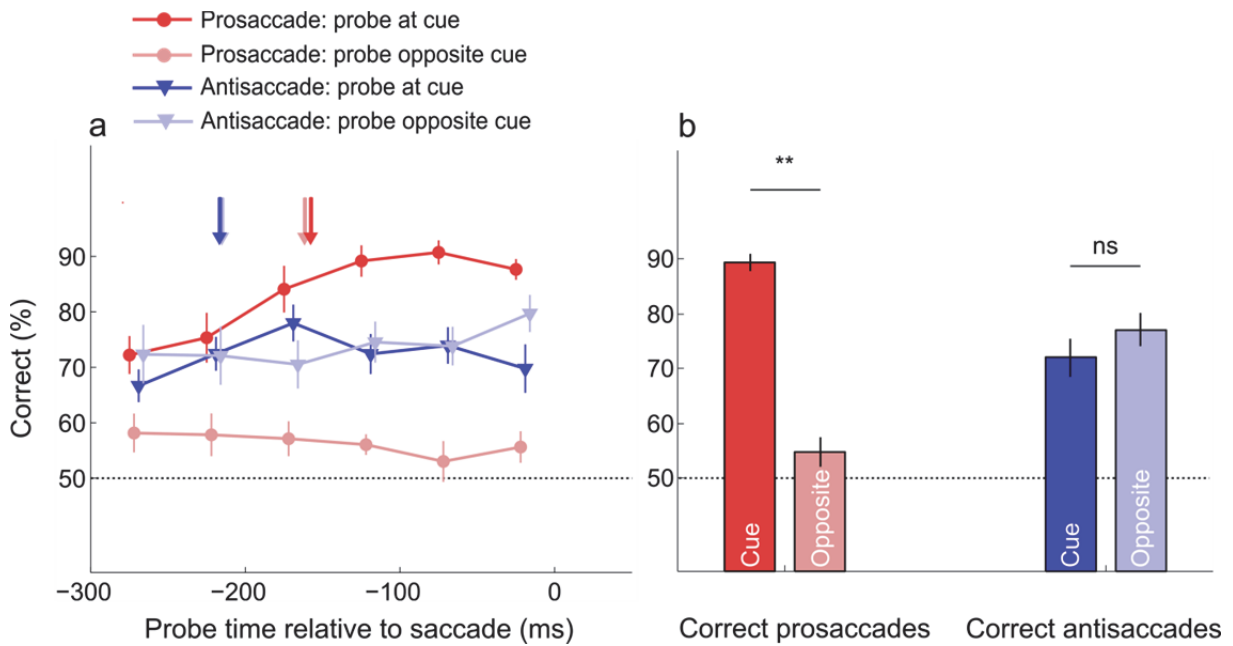 Prosaccade: probe at cue
Prosaccade: probe opposite cue
Antisaccade: probe at cue
Antisaccade: probe opposite cue
a
Correct (%)
90
80
70
60
50
−300
−200
−100
0
Probe time relative to saccade (ms)
b
**
ns
90
80
70
60
50
Cue
Opposite
Cue
Opposite
Correct prosaccades
Correct antisaccades